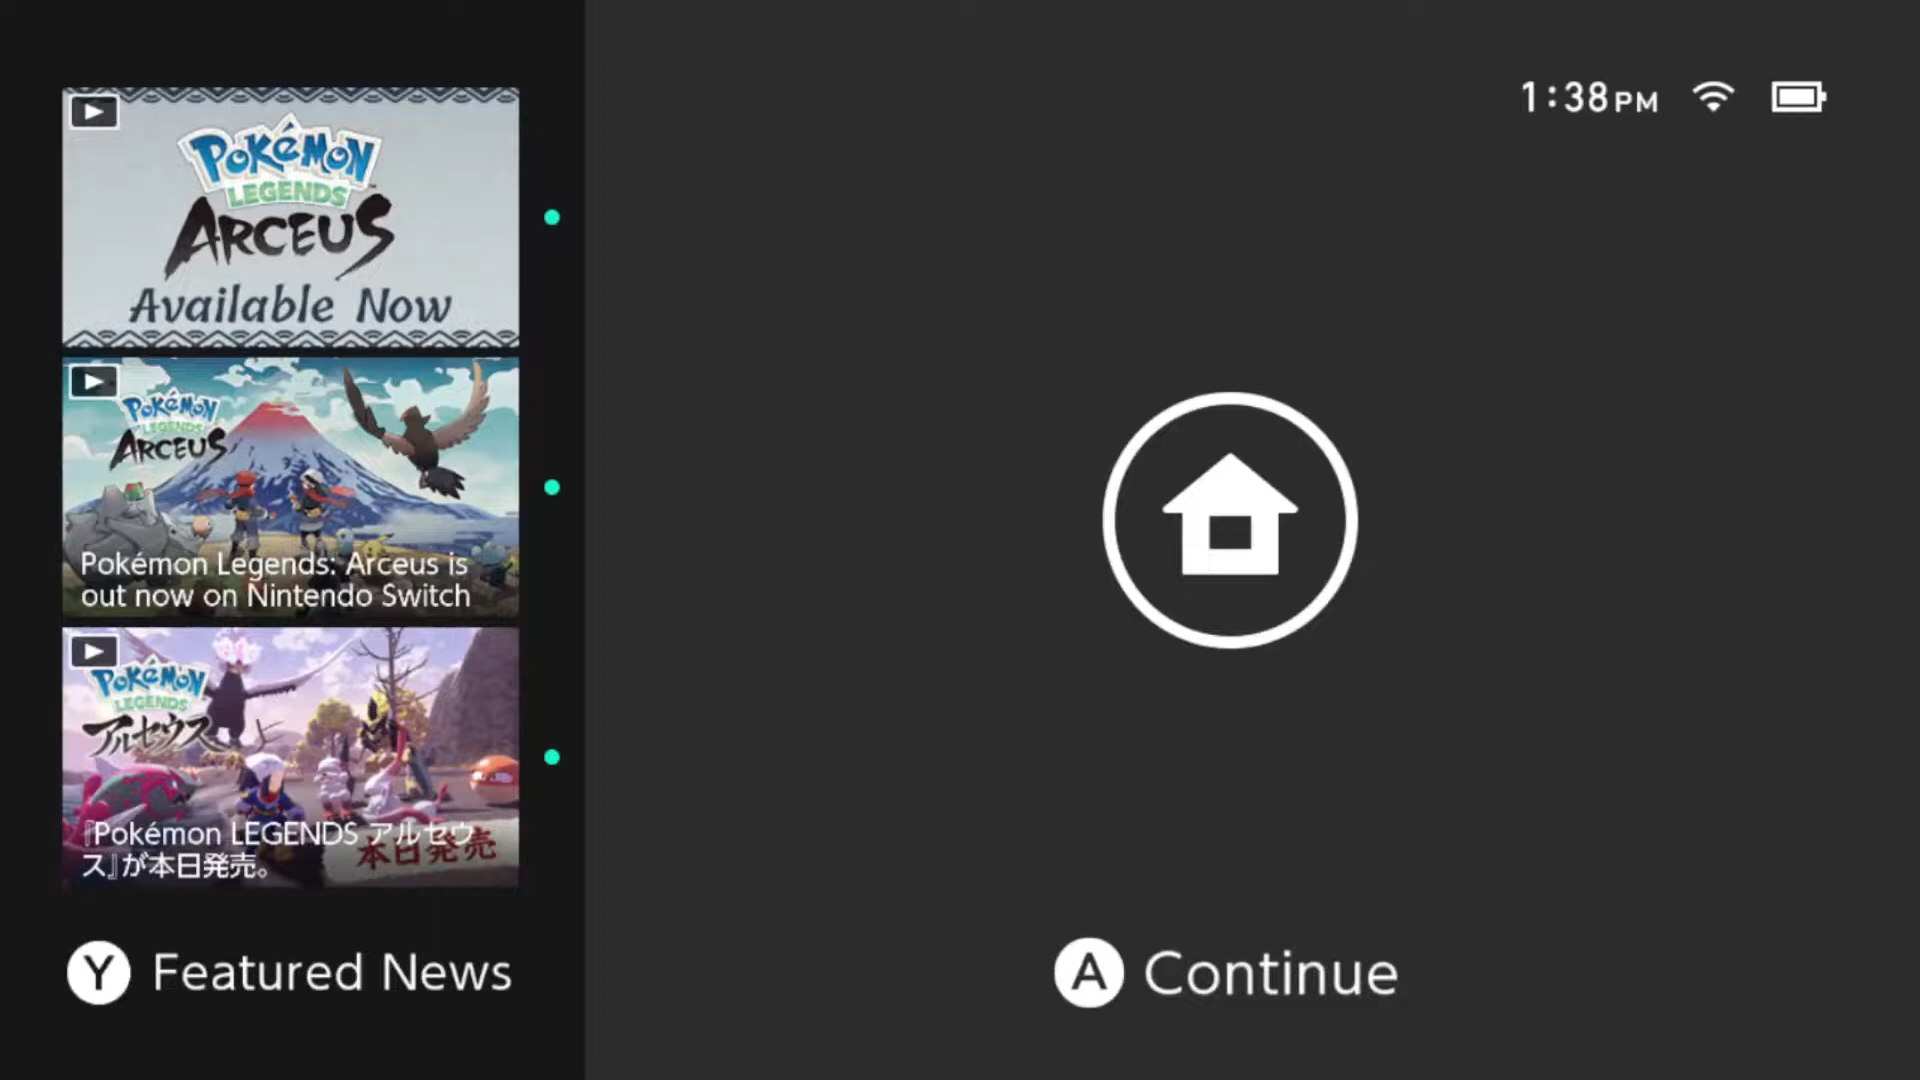 POKéMON
LEGENDS
ARCEUS
Available Now
POKéMON
LEGENDS
ARCEUS
Pokémon Legends: Arceus is
out now on Nintendo Switch
POKéMON
LEGENDS
アルセウス
本日発売
『Pokémon LEGENDS アルセウ
ス』が本日発売。
Y Featured News
1:38PM
A Continue